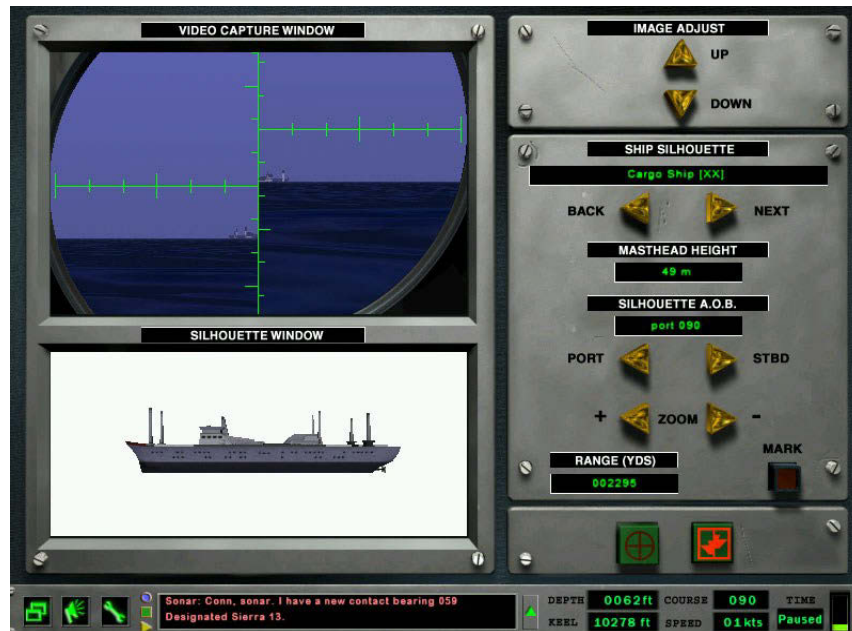 VIDEO CAPTURE WINDOW
IMAGE ADJUST
UP
DOWN
SHIP SILHOUETTE
Cargo Ship [XX]
BACK
NEXT
MASTHEAD HEIGHT
49 m
SILHOUETTE A.O.B.
port 090
SILHOUETTE WINDOW
PORT
STBD
+
ZOOM
-
MARK
RANGE (YDS)
002295
Sonar: Conn, sonar. I have a new contact bearing 059
Designated Sierra 13.
DEPTH 0062ft COURSE 090 TIME
KEEL 10278 ft SPEED 01kts Paused